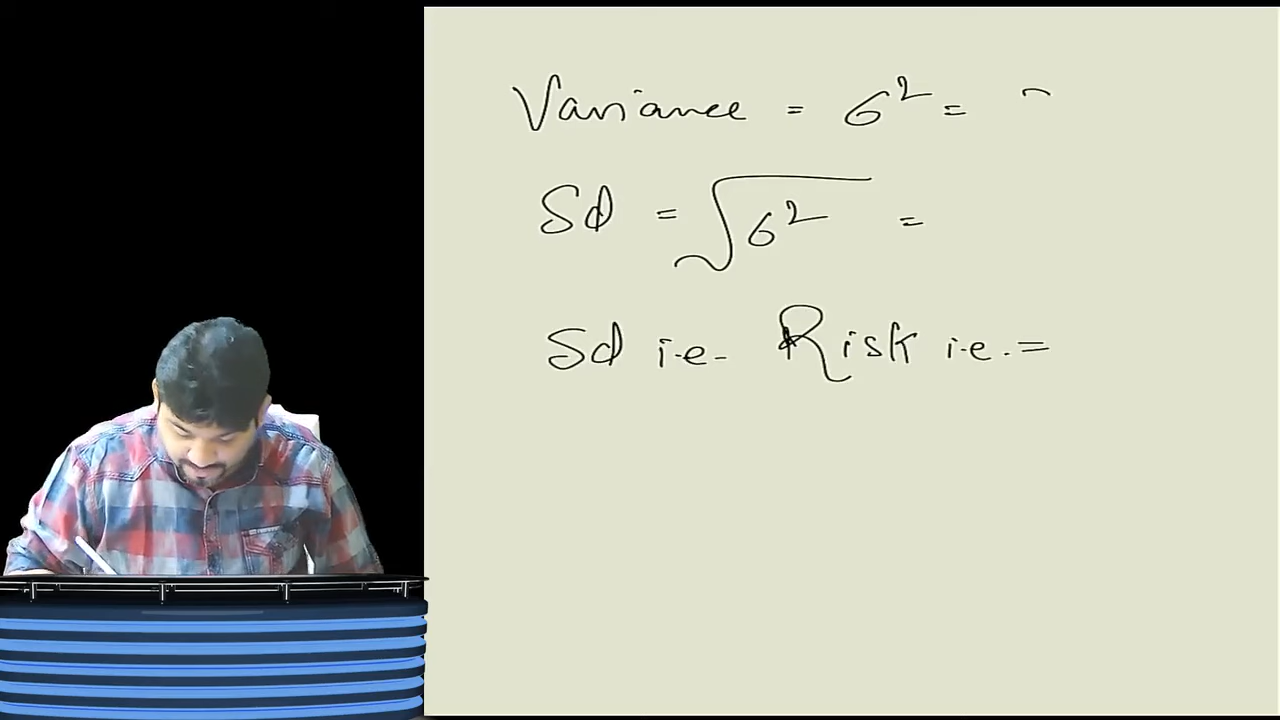 Variance = σ² =
Sd = √σ² =
Sd i.e. Risk i.e. =